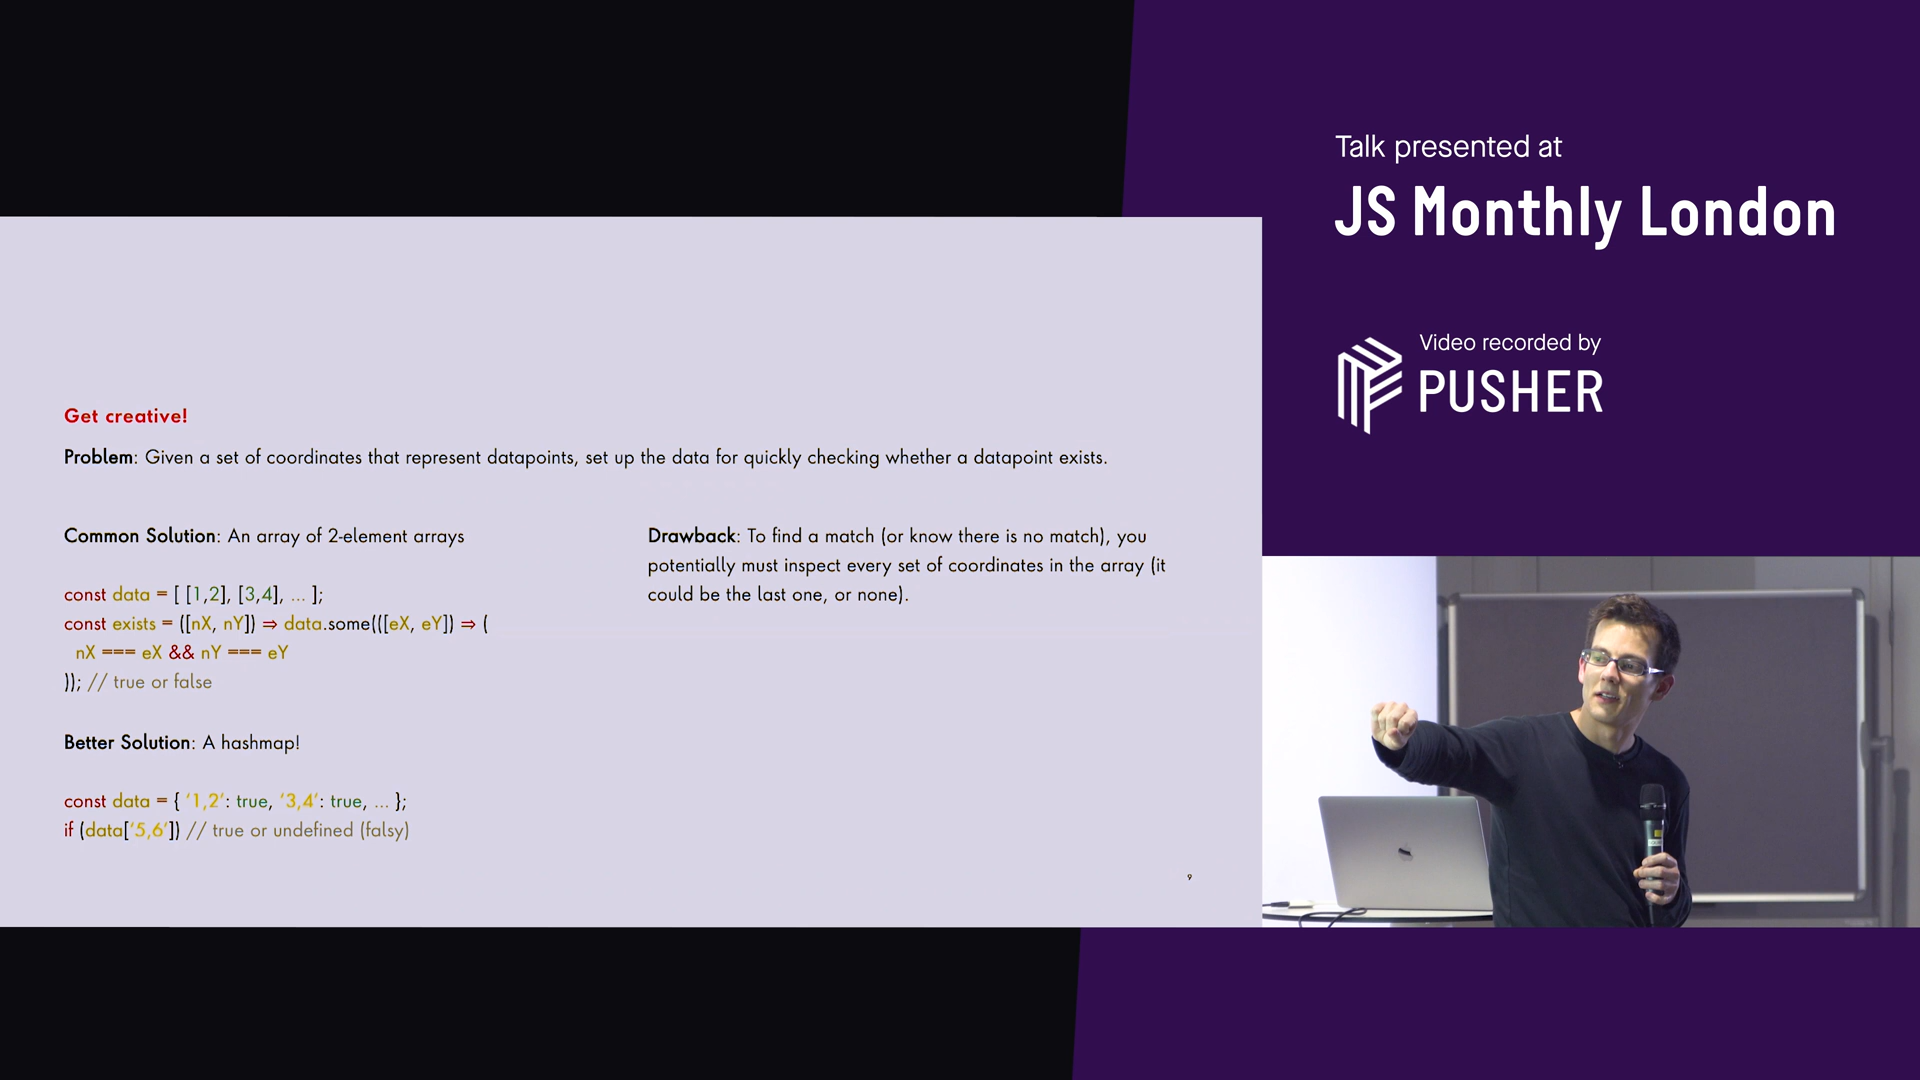 Talk presented at
JS Monthly London
Video recorded by
PUSHER
Get creative!
Problem: Given a set of coordinates that represent datapoints, set up the data for quickly checking whether a datapoint exists.
Common Solution: An array of 2-element arrays
const data = [ [1,2], [3,4], ... ];
const exists = ([nX, nY]) ⇒ data.some(([eX, eY]) ⇒ (
nX === eX && nY === eY
)); // true or false
Drawback: To find a match (or know there is no match), you
potentially must inspect every set of coordinates in the array (it
could be the last one, or none).
Better Solution: A hashmap!
const data = { ‘1,2’: true, ‘3,4’: true, ... };
if (data[‘5,6’]) // true or undefined (falsy)
9